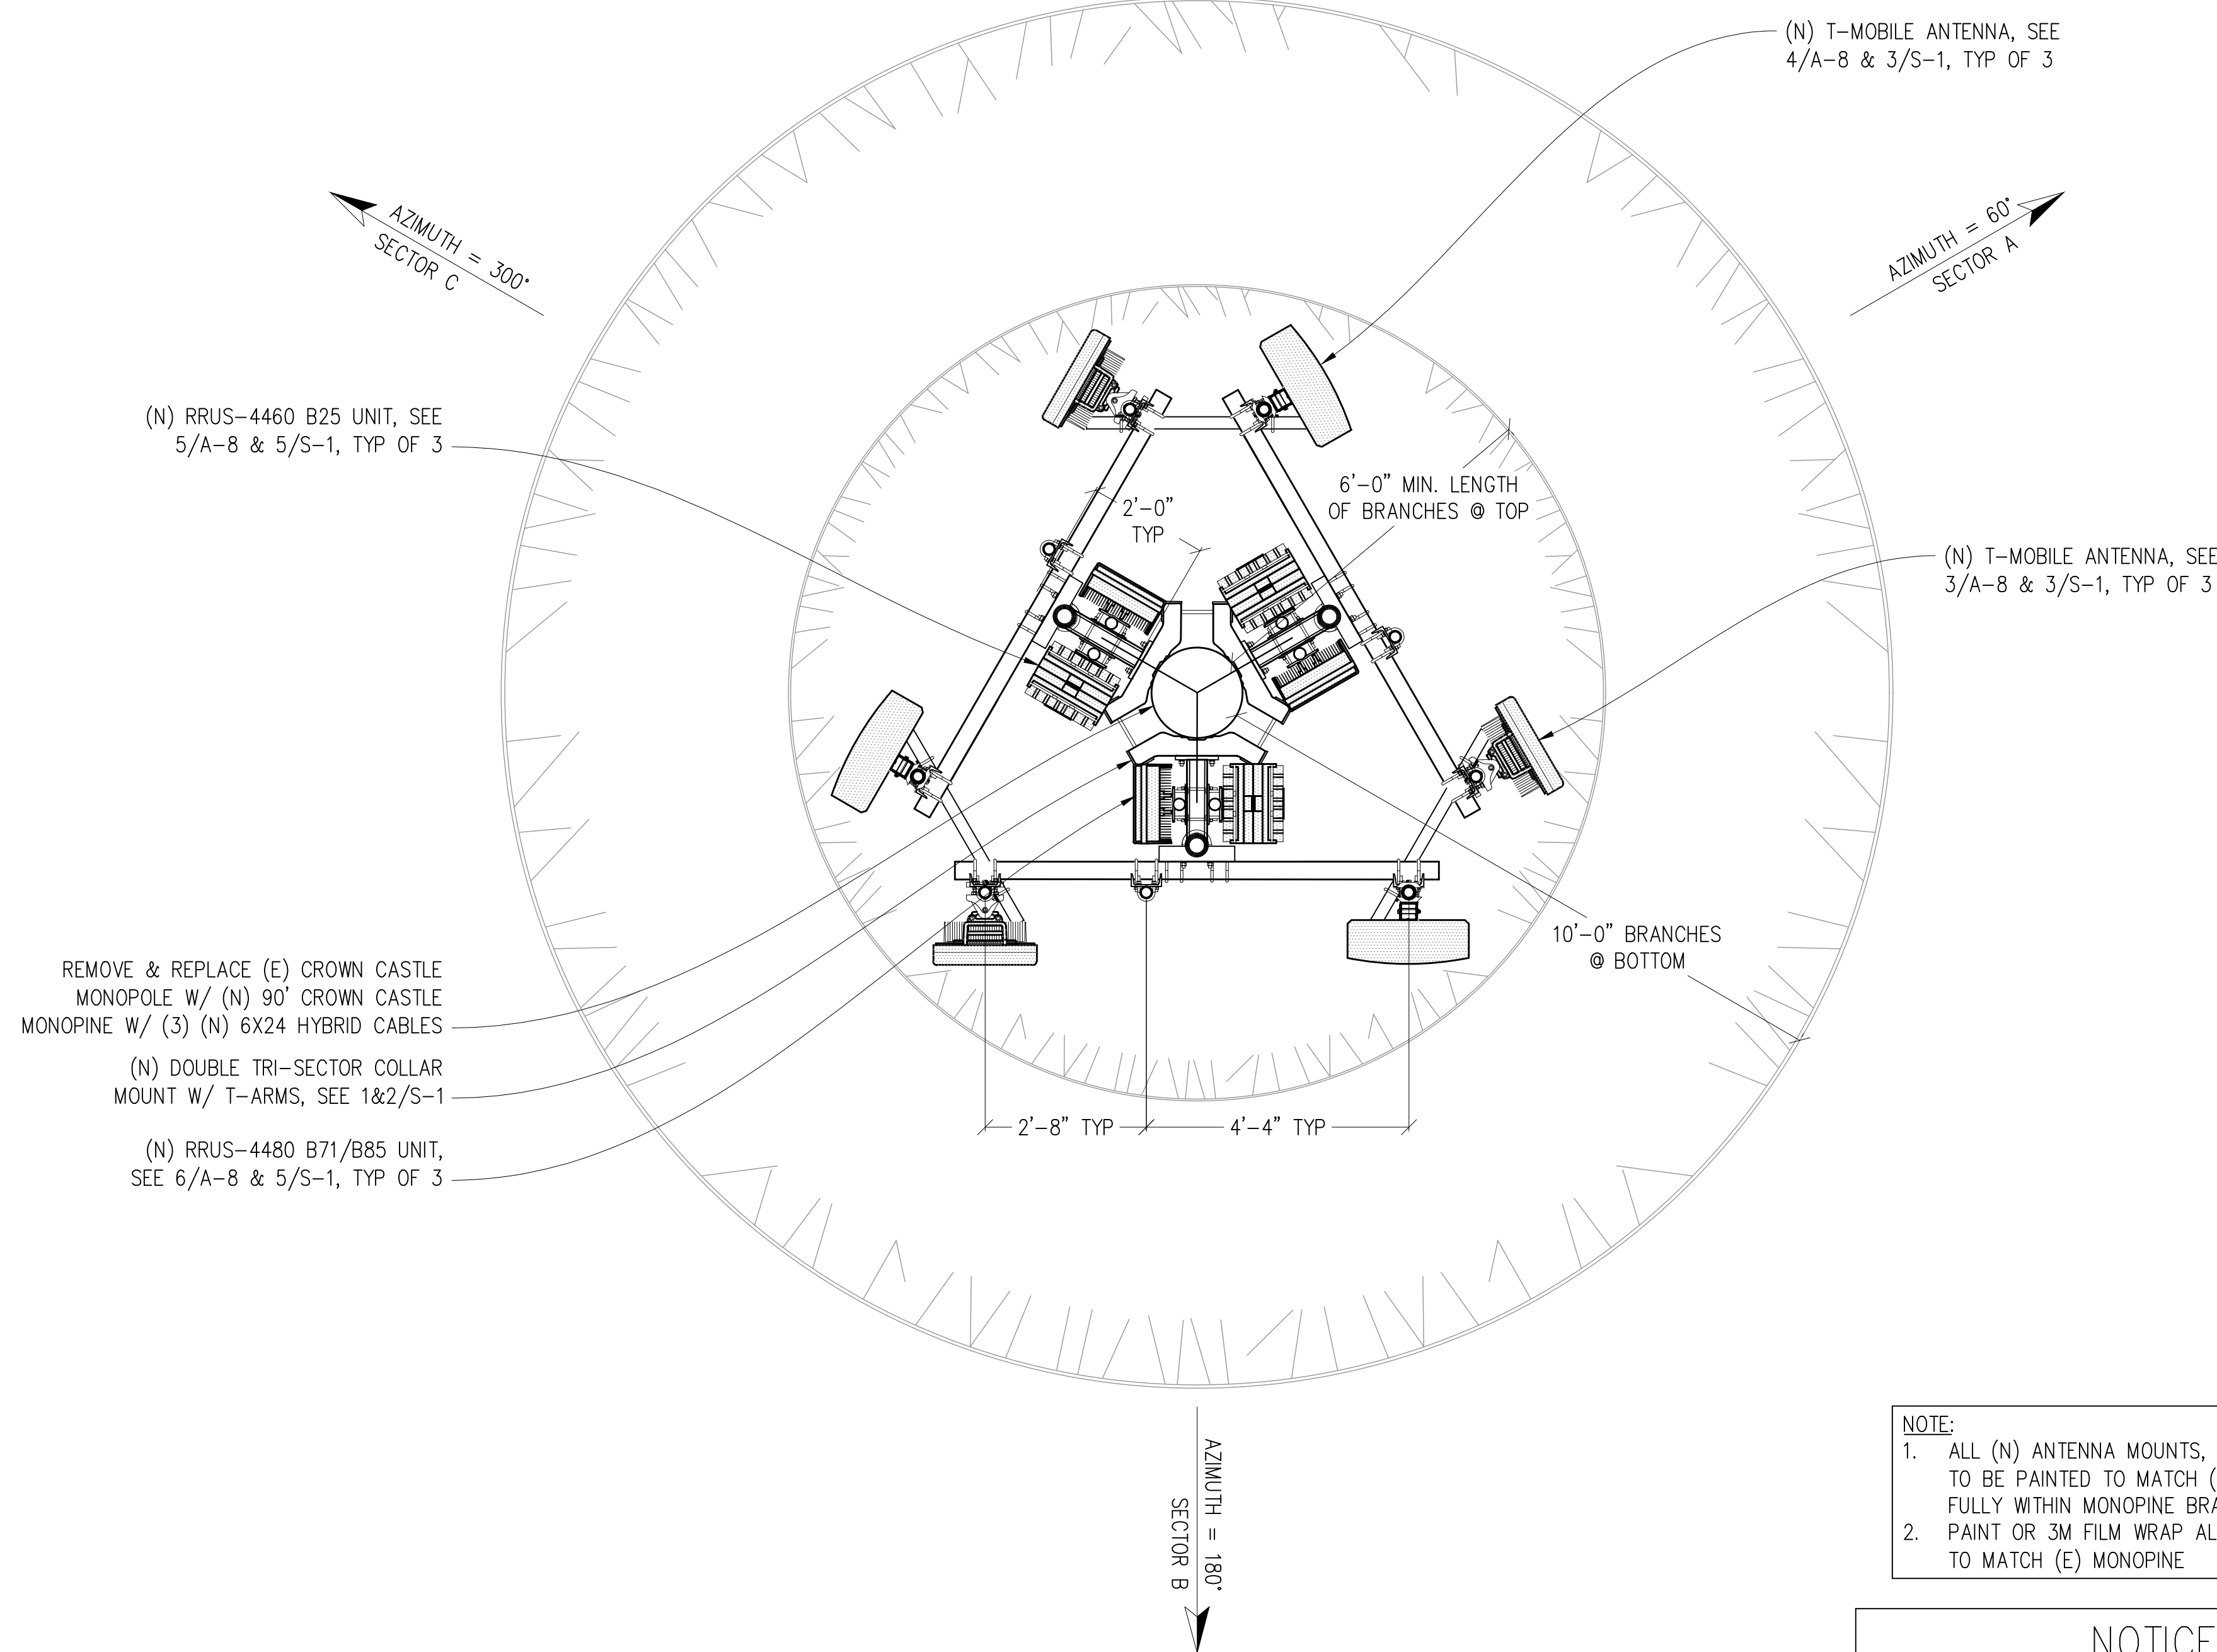 (N) T-MOBILE ANTENNA, SEE
4/A-8 & 3/S-1, TYP OF 3
AZIMUTH = 300°
SECTOR C
AZIMUTH = 60°
SECTOR A
(N) RRUS-4460 B25 UNIT, SEE
5/A-8 & 5/S-1, TYP OF 3
2'-0"
TYP
6'-0" MIN. LENGTH
OF BRANCHES @ TOP
(N) T-MOBILE ANTENNA, SEE
3/A-8 & 3/S-1, TYP OF 3
10'-0" BRANCHES
@ BOTTOM
REMOVE & REPLACE (E) CROWN CASTLE
MONOPOLE W/ (N) 90' CROWN CASTLE
MONOPINE W/ (3) (N) 6X24 HYBRID CABLES
(N) DOUBLE TRI-SECTOR COLLAR
MOUNT W/ T-ARMS, SEE 1&2/S-1
(N) RRUS-4480 B71/B85 UNIT,
SEE 6/A-8 & 5/S-1, TYP OF 3
2'-8" TYP
4'-4" TYP
AZIMUTH = 180°
SECTOR B
NOTE:
1. ALL (N) ANTENNA MOUNTS,
TO BE PAINTED TO MATCH (
FULLY WITHIN MONOPINE
2. PAINT OR 3M FILM WRAP
TO MATCH (E) MONOPINE
NOTICE